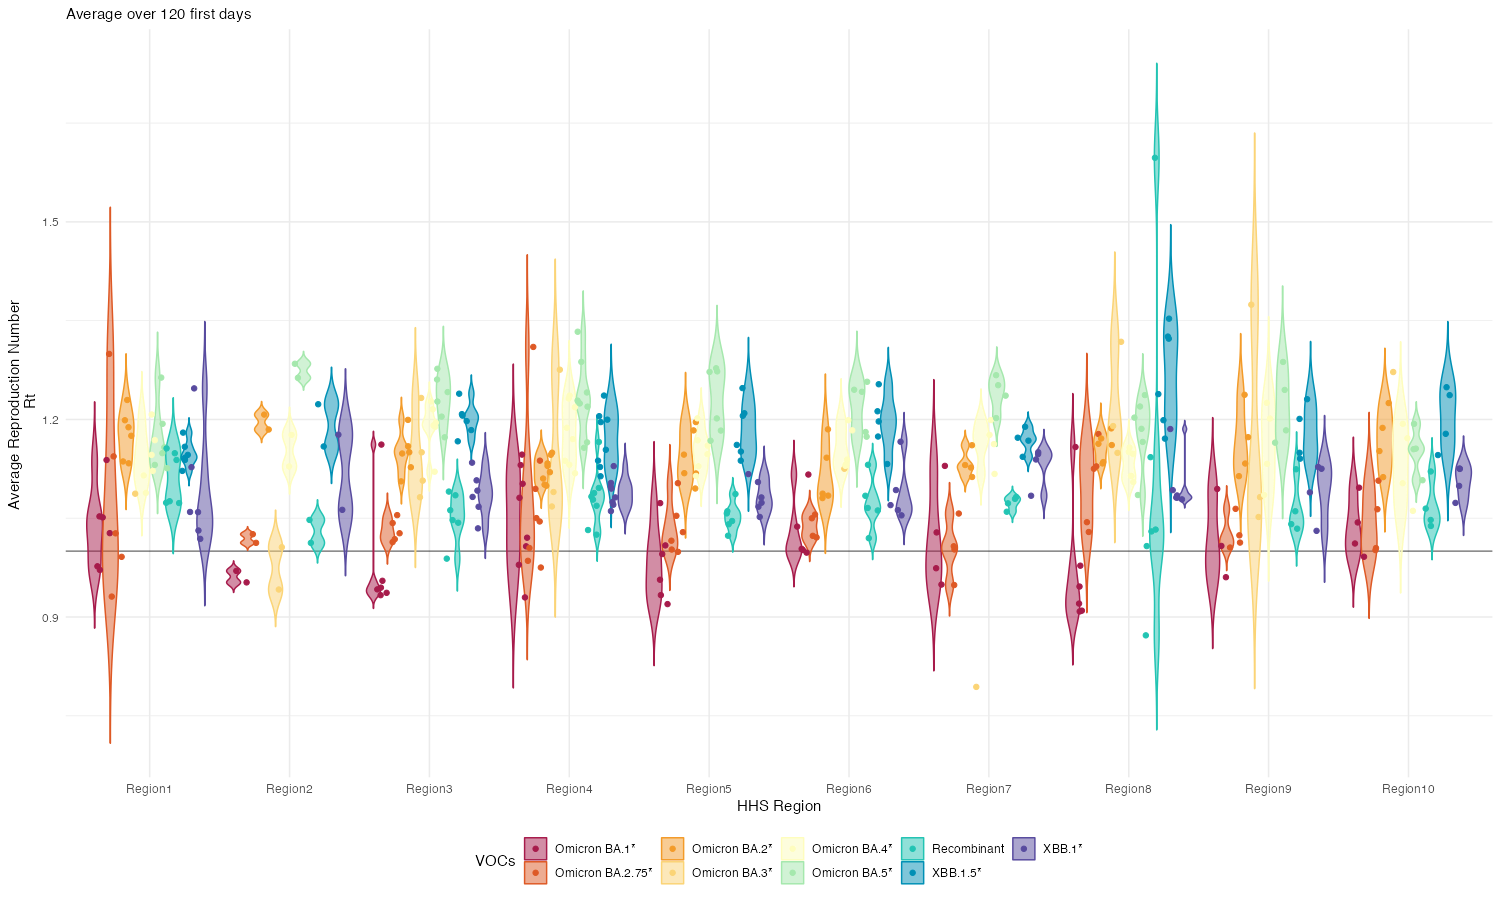 Average over 120 first days
Average Reproduction Number
Rt
1.5
1.2
0.9
Region1 Region2 Region3 Region4 Region5 Region6 Region7 Region8 Region9 Region10
HHS Region
VOCs
Omicron BA.1* Omicron BA.2* Omicron BA.4* Recombinant XBB.1*
Omicron BA.2.75* Omicron BA.3* Omicron BA.5* XBB.1.5*